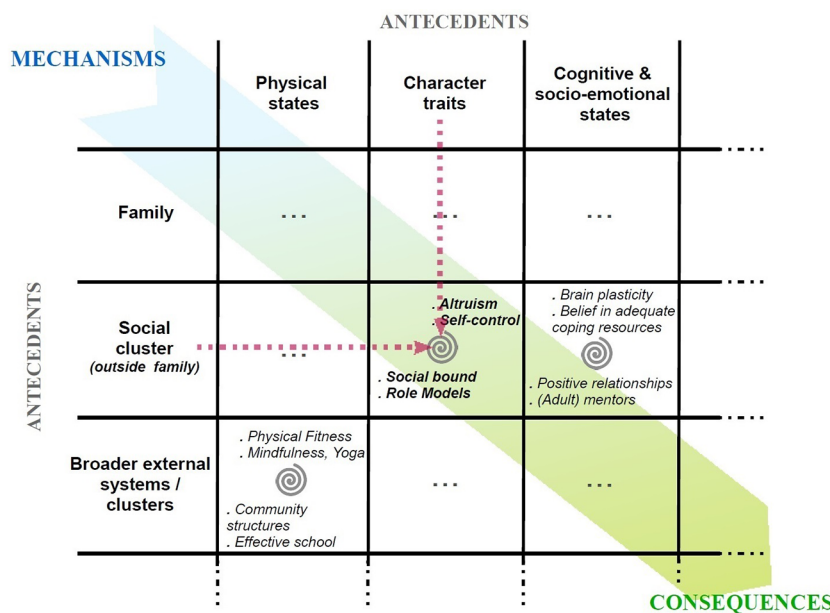 ANTECEDENTS
MECHANISMS
Physical
states
Character
traits
Cognitive &
socio-emotional
states
Family
...
...
...
ANTECEDENTS
Social
cluster
(outside family)
...
. Altruism
. Self-control
. Social bound
. Role Models
. Brain plasticity
. Belief in adequate
coping resources
. Positive relationships
. (Adult) mentors
Broader external
systems /
clusters
. Physical Fitness
. Mindfulness, Yoga
. Community
structures
. Effective school
...
...
CONSEQUENCES